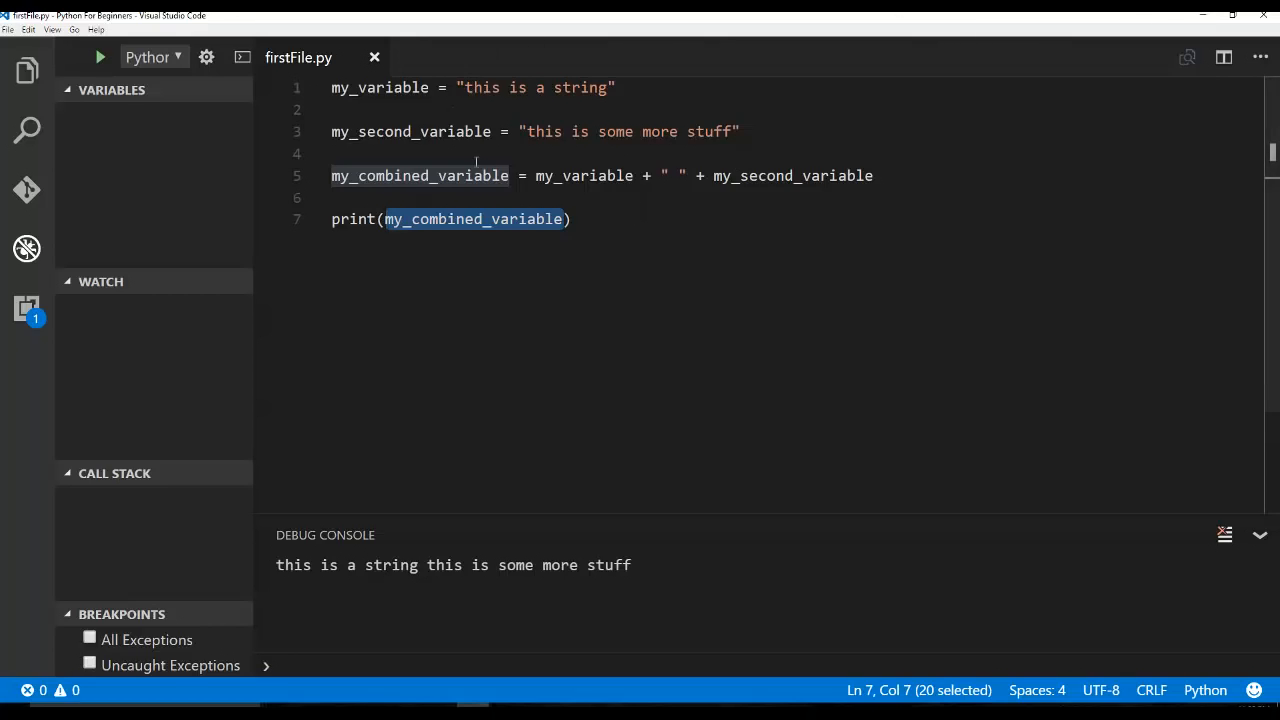 firstFile.py - Python For Beginners - Visual Studio Code
File Edit View Go Help
Python
firstFile.py
VARIABLES
1 my_variable = "this is a string"
2
3 my_second_variable = "this is some more stuff"
4
5 my_combined_variable = my_variable + " " + my_second_variable
6
7 print(my_combined_variable)
WATCH
1
CALL STACK
DEBUG CONSOLE
this is a string this is some more stuff
BREAKPOINTS
All Exceptions
Uncaught Exceptions
0 0 Ln 7, Col 7 (20 selected) Spaces: 4 UTF-8 CRLF Python